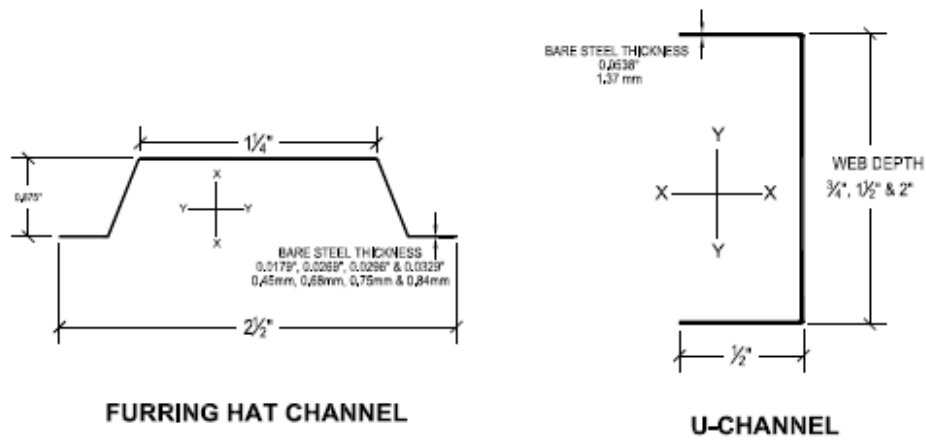 1¼"
0.875"
X
Y Y
X
BARE STEEL THICKNESS
0.0179", 0.0269", 0.0296" & 0.0329"
0.45mm, 0.68mm, 0.75mm & 0.84mm
2½"
FURRING HAT CHANNEL
BARE STEEL THICKNESS
0.0538"
1.37 mm
Y
X X
Y
WEB DEPTH
¾", 1½" & 2"
½"
U-CHANNEL